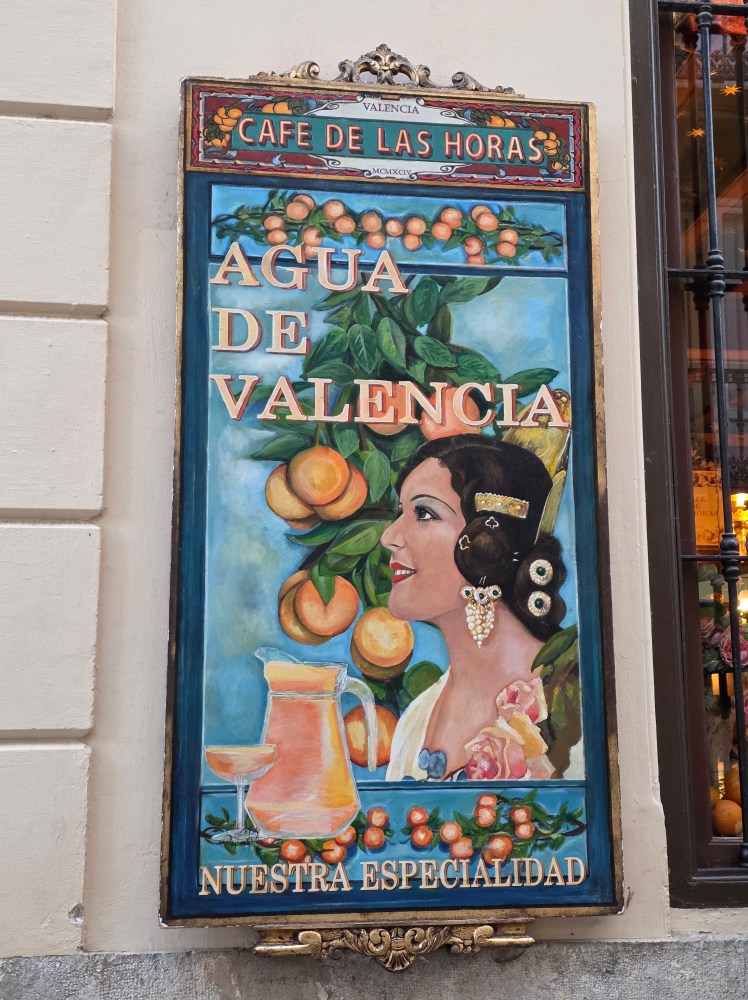 VALENCIA
CAFE DE LAS HORAS
MCMXCIV
AGUA
DE
VALENCIA
NUESTRA ESPECIALIDAD